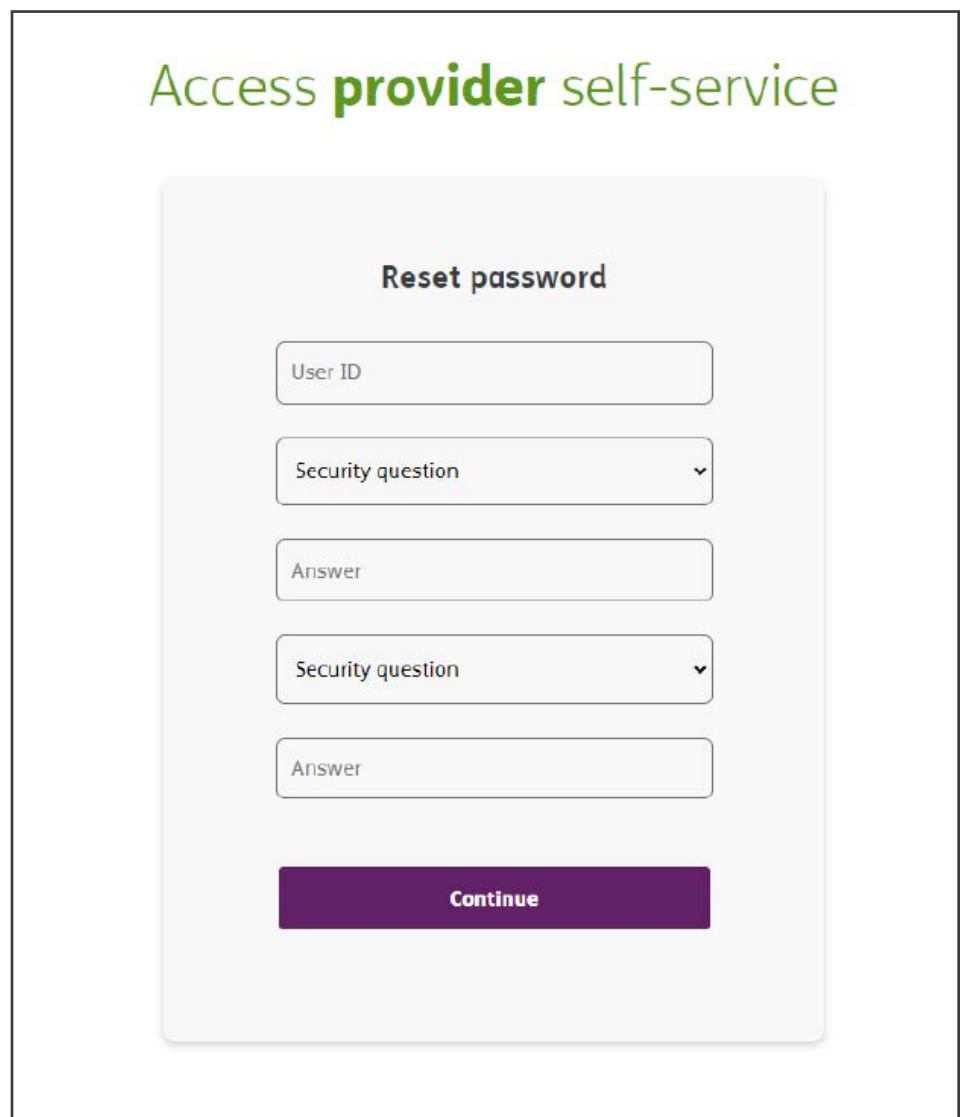 Access provider self-service
Reset password
User ID
Security question
Answer
Security question
Answer
Continue